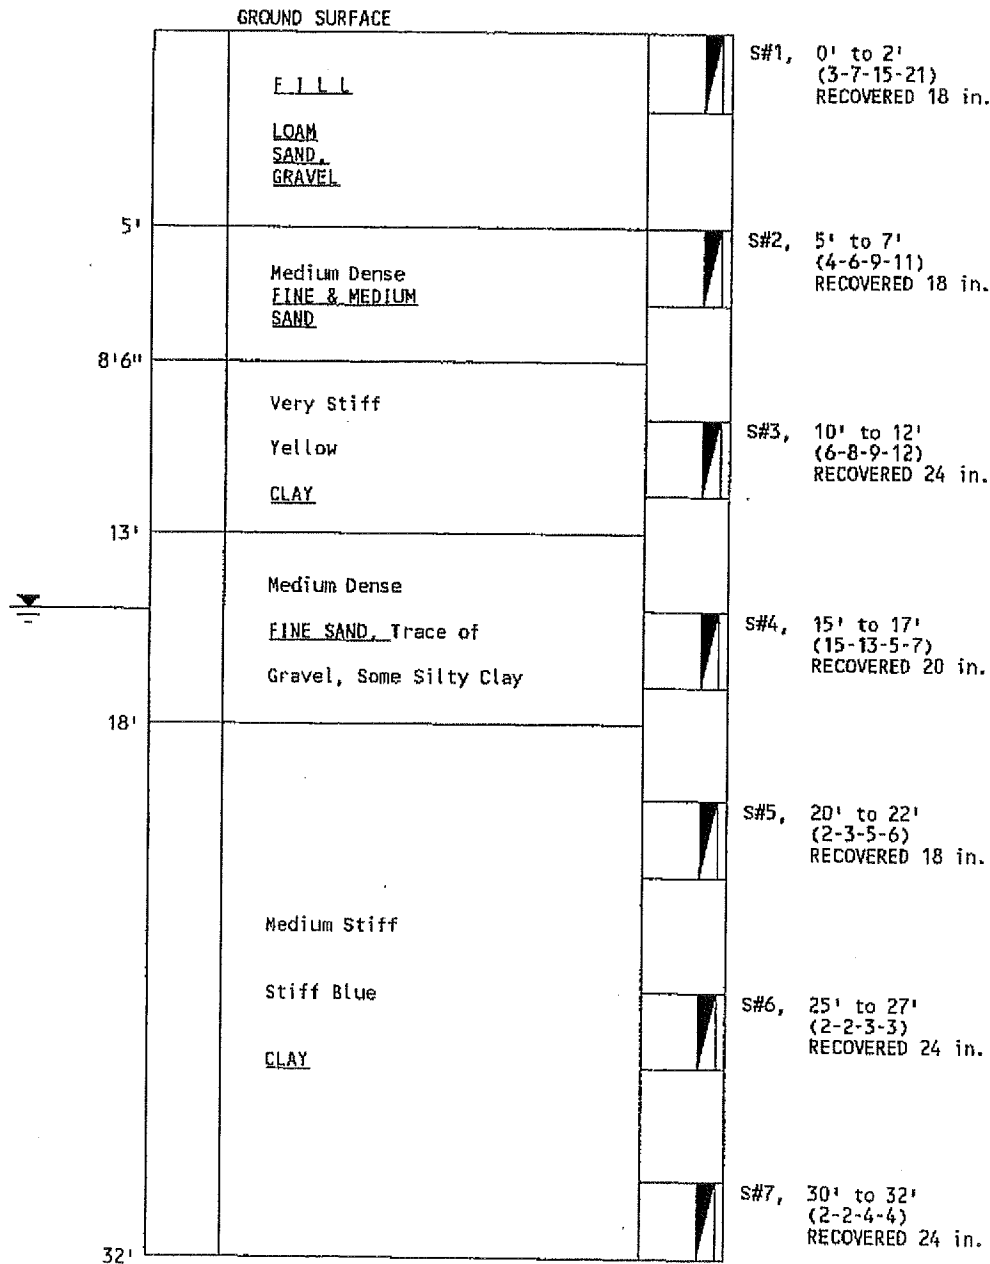 GROUND SURFACE
S#1, 0' to 2'
(3-7-15-21)
RECOVERED 18 in.
F I L L
LOAM
SAND,
GRAVEL
5'
S#2, 5' to 7'
(4-6-9-11)
RECOVERED 18 in.
Medium Dense
FINE & MEDIUM
SAND
8'6"
Very Stiff
Yellow
CLAY
S#3, 10' to 12'
(6-8-9-12)
RECOVERED 24 in.
13'
Medium Dense
FINE SAND, Trace of
Gravel, Some Silty Clay
S#4, 15' to 17'
(15-13-5-7)
RECOVERED 20 in.
18'
S#5, 20' to 22'
(2-3-5-6)
RECOVERED 18 in.
Medium Stiff
Stiff Blue
CLAY
S#6, 25' to 27'
(2-2-3-3)
RECOVERED 24 in.
S#7, 30' to 32'
(2-2-4-4)
RECOVERED 24 in.
32'